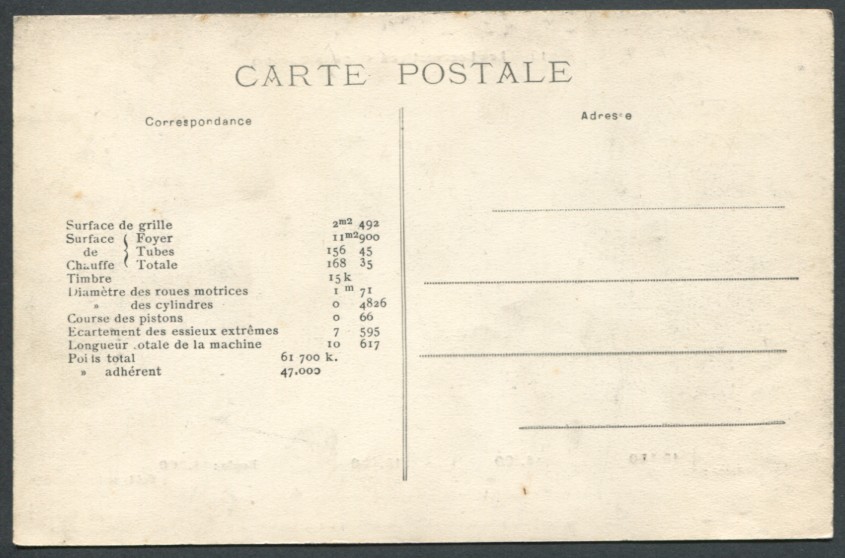 CARTE POSTALE
Correspondance
Adresse
Surface de grille 2m2 492
Surface { Foyer 11m2900
de { Tubes 156 45
Chauffe { Totale 168 35
Timbre 15k
Diamètre des roues motrices 1 m 71
» des cylindres 0 4826
Course des pistons 0 66
Ecartement des essieux extrêmes 7 595
Longueur totale de la machine 10 617
Poids total 61 700 k.
» adhérent 47.000